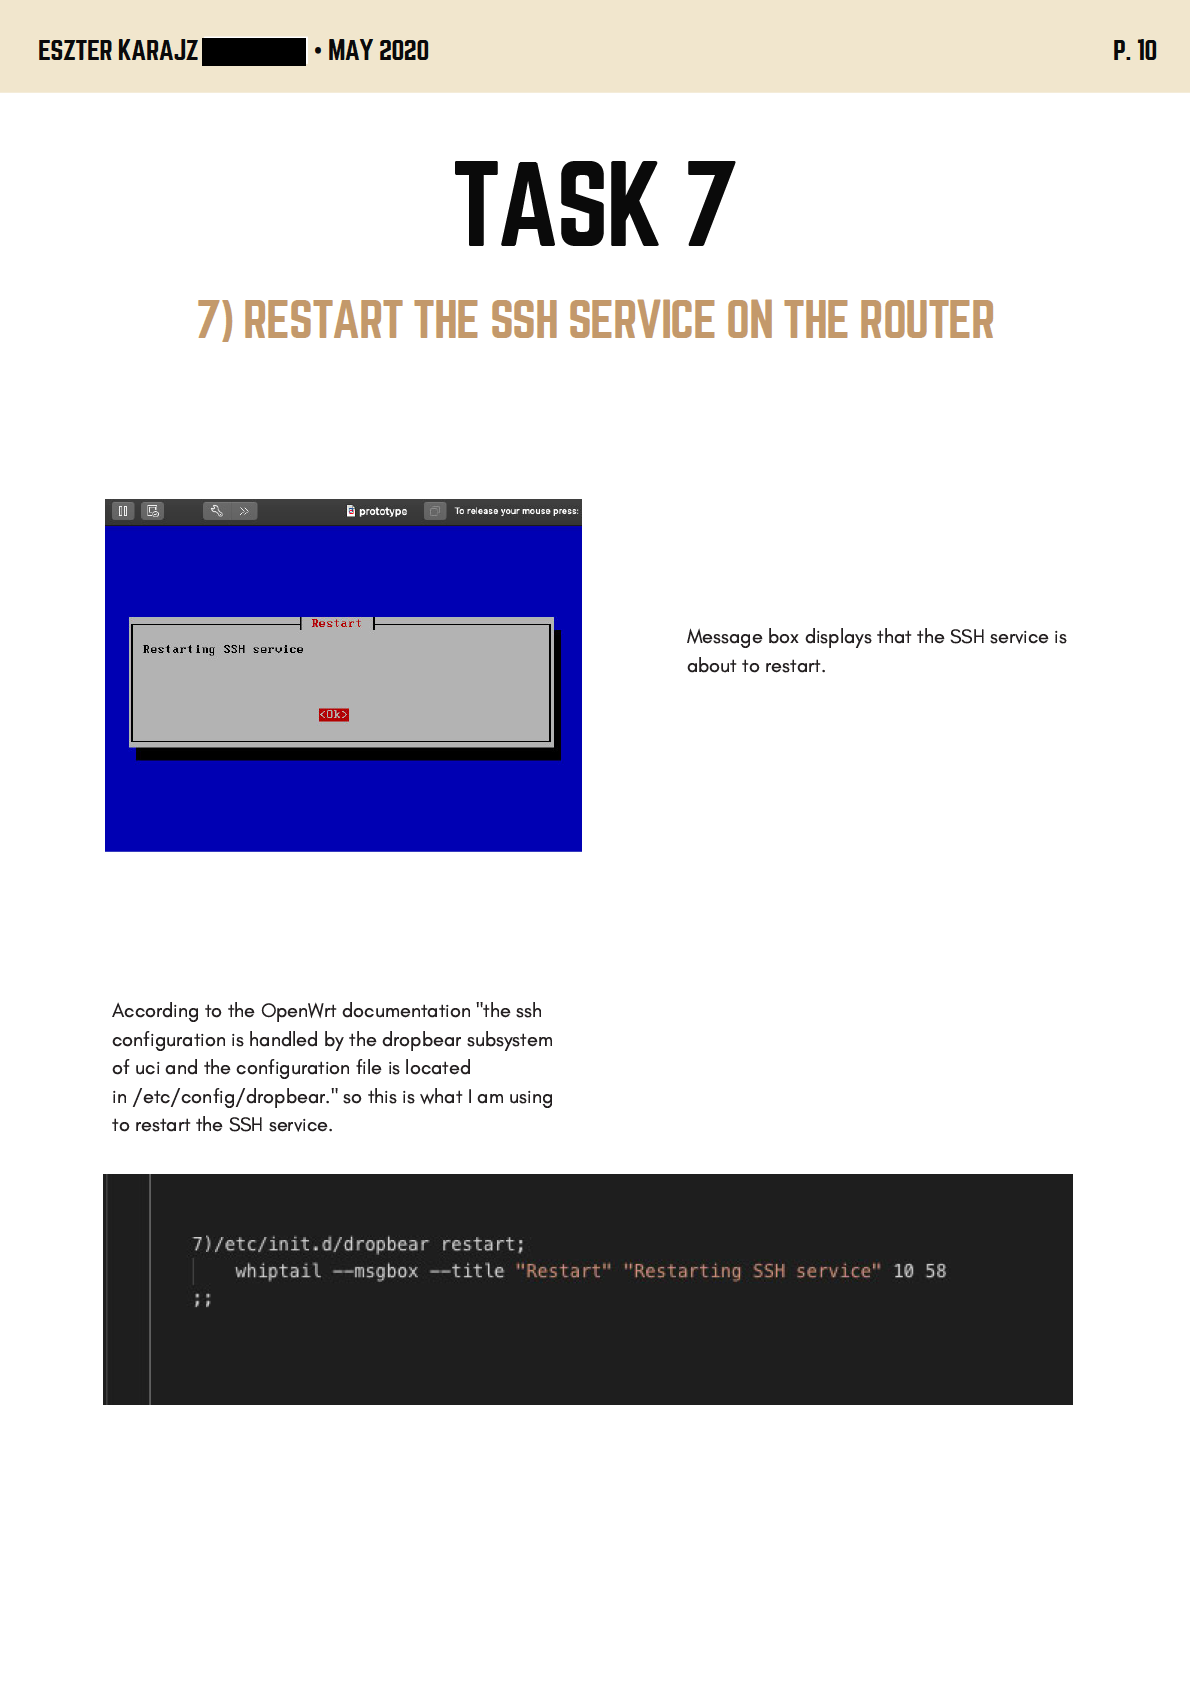 ESZTER KARAJZ • MAY 2020
P. 10
TASK 7
7) RESTART THE SSH SERVICE ON THE ROUTER
prototype
To release your mouse press:
Restart
Restarting SSH service
<Ok>
Message box displays that the SSH service is
about to restart.
According to the OpenWrt documentation "the ssh
configuration is handled by the dropbear subsystem
of uci and the configuration file is located
in /etc/config/dropbear." so this is what I am using
to restart the SSH service.
7)/etc/init.d/dropbear restart;
whiptail --msgbox --title "Restart" "Restarting SSH service" 10 58
;;